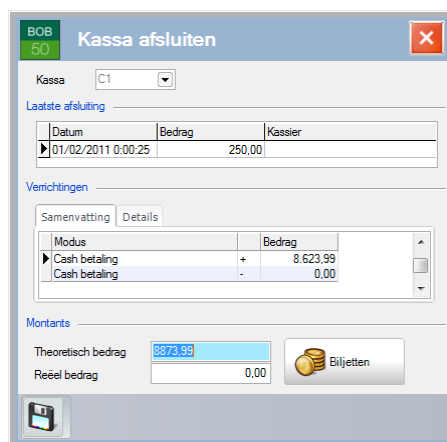 BOB
50
Kassa afsluiten
Kassa C1
Laatste afsluiting
Datum Bedrag Kassier
01/02/2011 0:00:25 250,00
Verrichtingen
Samenvatting Details
Modus Bedrag
Cash betaling + 8.623,99
Cash betaling - 0,00
Montants
Theoretisch bedrag 8873,99
Reëel bedrag 0,00
Biljetten